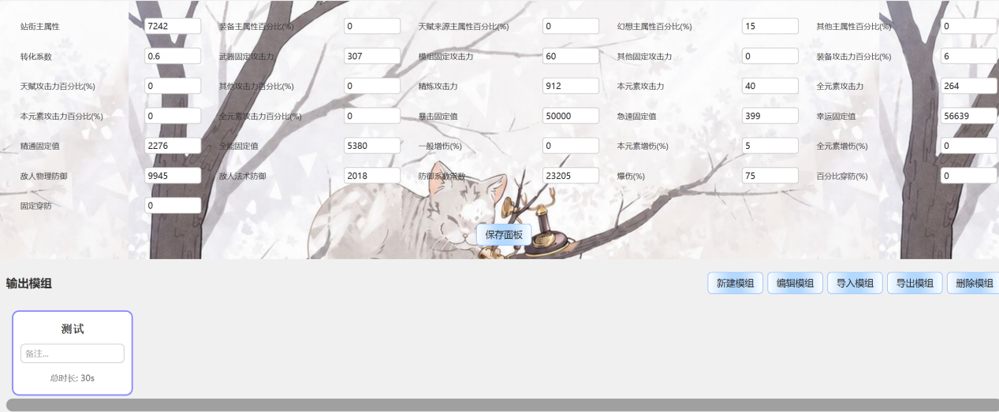 站街主属性 7242 装备主属性百分比(%) 0 天赋来源主属性百分比(%) 0 幻想主属性百分比(%) 15 其他主属性百分比(%) 0
转化系数 0.6 武器固定攻击力 307 模组固定攻击力 60 其他固定攻击力 0 装备攻击力百分比(%) 6
天赋攻击力百分比(%) 0 其他攻击力百分比(%) 0 精炼攻击力 912 本元素攻击力 40 全元素攻击力 264
本元素攻击力百分比(%) 0 全元素攻击力百分比(%) 0 暴击固定值 50000 急速固定值 399 幸运固定值 56639
精通固定值 2276 全能固定值 5380 一般增伤(%) 0 本元素增伤(%) 5 全元素增伤(%) 0
敌人物理防御 9945 敌人法术防御 2018 防御系数常数 23205 爆伤(%) 75 百分比穿防(%) 0
固定穿防 0
保存面板
输出模组 新建模组 编辑模组 导入模组 导出模组 删除模组
测试
备注...
总时长: 30s